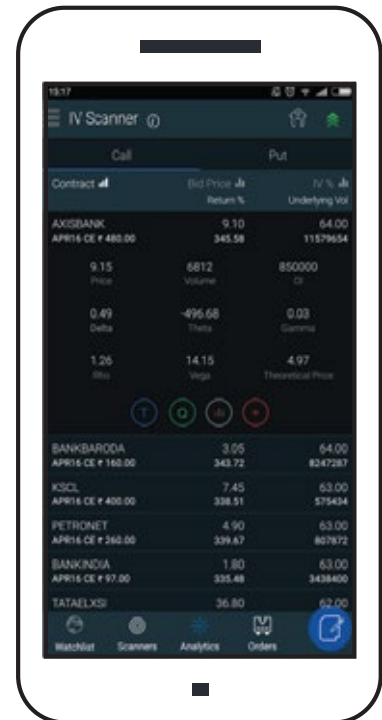 15:17
IV Scanner
Call Put
Contract Bid Price IV %
Return % Underlying Vol
AXISBANK 9.10 64.00
APR16 CE ₹ 480.00 345.58 11579654
9.15 6812 850000
Price Volume OI
0.49 -496.68 0.03
Delta Theta Gamma
1.26 14.15 4.97
Rho Vega Theoretical Price
T Q
BANKBARODA 3.05 64.00
APR16 CE ₹ 160.00 343.72 8247287
KSCL 7.45 63.00
APR16 CE ₹ 400.00 338.51 575434
PETRONET 4.90 63.00
APR16 CE ₹ 260.00 339.67 807872
BANKINDIA 1.80 63.00
APR16 CE ₹ 97.00 335.48 3438400
TATAELXSI 36.80 62.00
Watchlist Scanners Analytics Orders